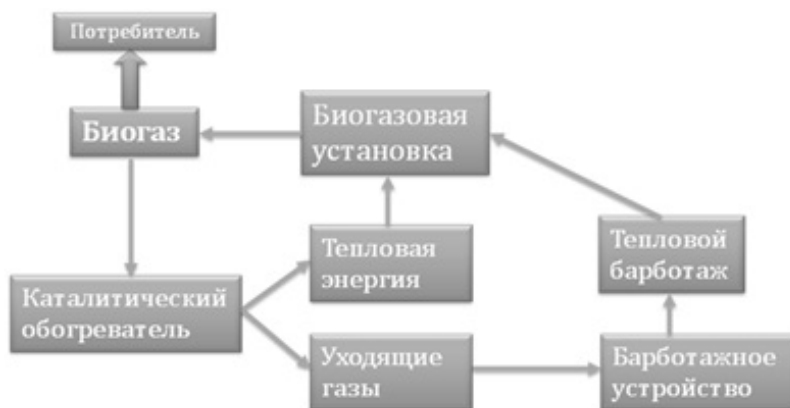 Потребитель
Биогаз
Биогазовая
установка
Тепловая
энергия
Тепловой
барботаж
Каталитический
обогреватель
Уходящие
газы
Барботажное
устройство